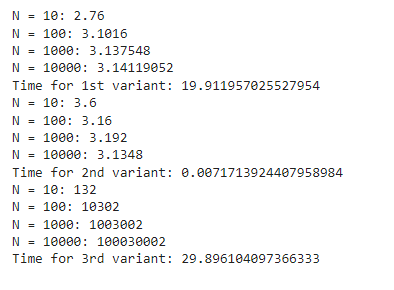 N = 10: 2.76
N = 100: 3.1016
N = 1000: 3.137548
N = 10000: 3.14119052
Time for 1st variant: 19.911957025527954
N = 10: 3.6
N = 100: 3.16
N = 1000: 3.192
N = 10000: 3.1348
Time for 2nd variant: 0.0071713924407958984
N = 10: 132
N = 100: 10302
N = 1000: 1003002
N = 10000: 100030002
Time for 3rd variant: 29.896104097366333